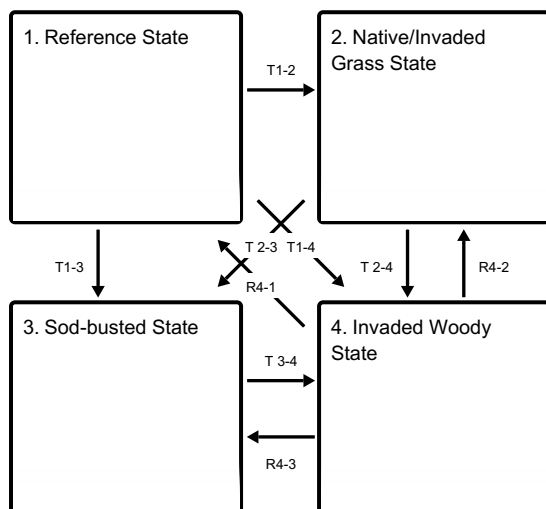 1. Reference State
2. Native/Invaded
Grass State
T1-2
T 2-3
T1-4
T1-3
R4-1
T 2-4
R4-2
3. Sod-busted State
4. Invaded Woody
State
T 3-4
R4-3